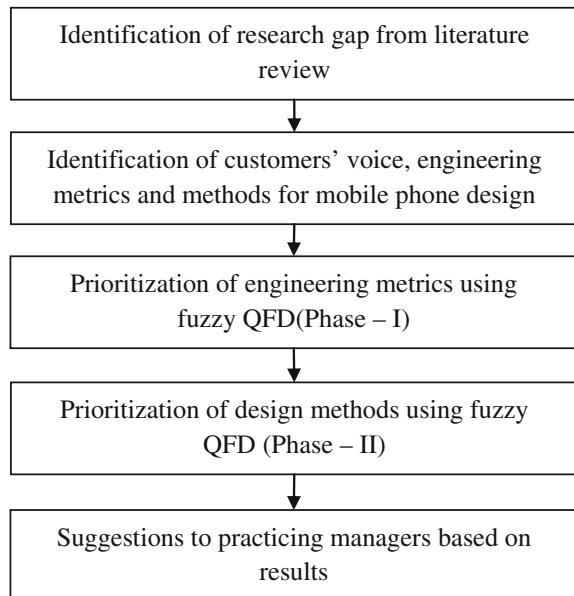 Identification of research gap from literature
review
Identification of customers’ voice, engineering
metrics and methods for mobile phone design
Prioritization of engineering metrics using
fuzzy QFD(Phase – I)
Prioritization of design methods using fuzzy
QFD (Phase – II)
Suggestions to practicing managers based on
results